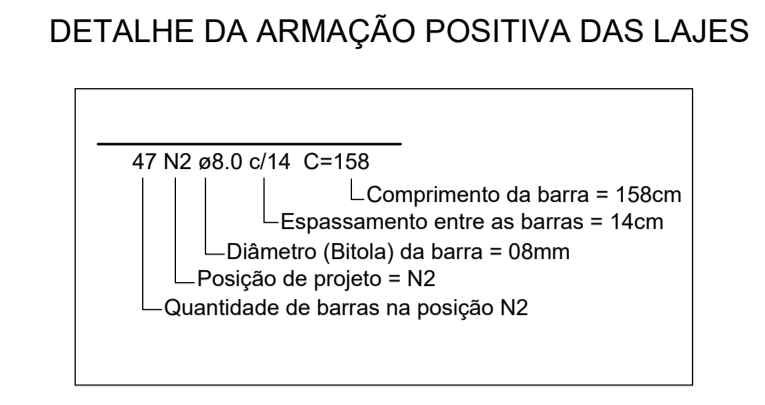 DETALHE DA ARMAÇÃO POSITIVA DAS LAJES
47 N2 ø8.0 c/14 C=158
Comprimento da barra = 158cm
Espassamento entre as barras = 14cm
Diâmetro (Bitola) da barra = 08mm
Posição de projeto = N2
Quantidade de barras na posição N2